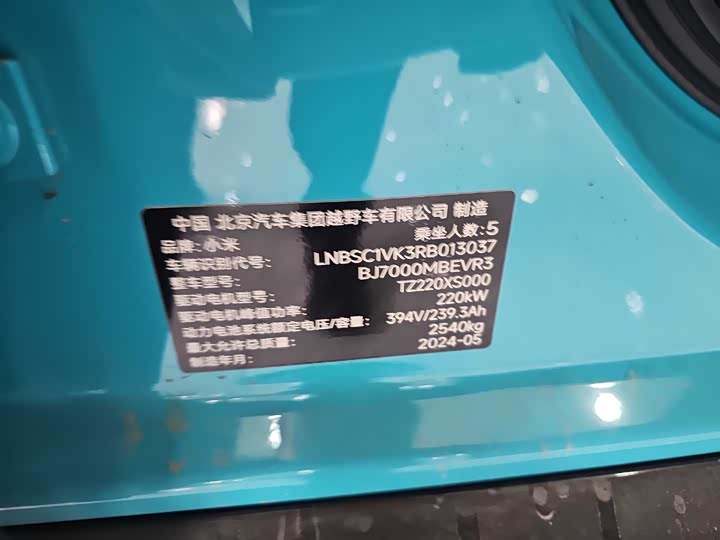 中国 北京汽车集团越野车有限公司 制造
品牌:小米 乘坐人数:5
车辆识别代号: LNBSC1VK3RB013037
整车型号: BJ7000MBEVR3
驱动电机型号: TZ220XS000
驱动电机峰值功率: 220kW
动力电池系统额定电压/容量: 394V/239.3Ah
最大允许总质量: 2540kg
制造年月: 2024-05